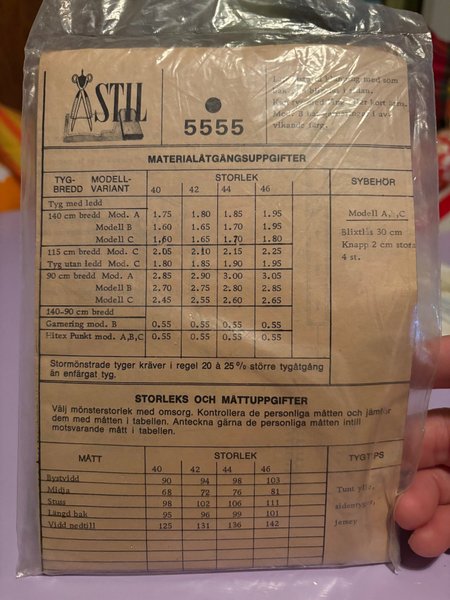 STIL
5555
med som
MATERIALÅTGÅNGSUPPGIFTER
TYG- BREDD MODELL- VARIANT STORLEK SYBEHÖR
40 42 44 46
Tyg med ledd
140 cm bredd Mod. A 1.75 1.80 1.85 1.95 Modell A,B,C
Modell B 1.60 1.65 1.70 1.95 Blixtlås 30 cm
Modell C 1.60 1.65 1.70 1.80 Knapp 2 cm stora
115 cm bredd Mod. C 2.05 2.10 2.15 2.25 4 st.
Tyg utan ledd Mod. C 1.80 1.85 1.90 1.95
90 cm bredd Mod. A 2.85 2.90 3.00 3.05
Modell B 2.70 2.75 2.80 2.85
Modell C 2.45 2.55 2.60 2.65
140-90 cm bredd
Garnering mod. B 0.55 0.55 0.55 0.55
Hitex Punkt mod. A,B,C 0.55 0.55 0.55 0.55
Stormönstrade tyger kräver i regel 20 à 25 % större tygåtgång
än enfärgat tyg.
STORLEKS OCH MÅTTUPPGIFTER
Välj mönsterstorlek med omsorg. Kontrollera de personliga måtten och jämför
dem med måtten i tabellen. Anteckna gärna de personliga måtten intill
motsvarande mått i tabellen.
MÅTT STORLEK TYGTIPS
40 42 44 46
Bystvidd 90 94 98 103
Midja 68 72 76 81 Tunt ylle,
Stuss 98 102 106 111 sidentyger,
Längd bak 95 96 99 101 jersey
Vidd nedtill 125 131 136 142